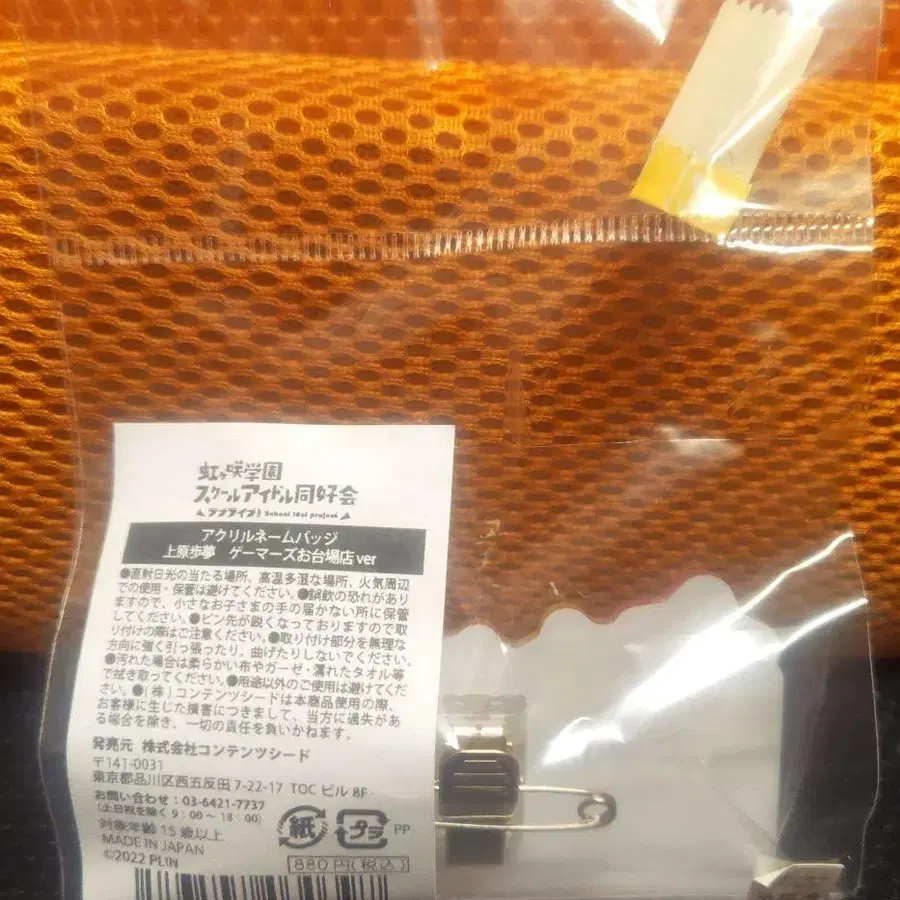 虹ヶ咲学園
スクールアイドル同好会
ラブライブ! School idol project
アクリルネームバッジ
上原歩夢 ゲーマーズお台場店 ver
●直射日光の当たる場所、高温多湿な場所、火気周辺
での使用・保管は避けてください。●誤飲の恐れがあり
ますので、小さなお子さまの手の届かない所に保管
してください。●ピン先が鋭くなっておりますので取
り付けの際はご注意ください。●取り付け部分を無理な
方向に強く引っ張ったり、曲げたりしないでください。
●汚れた場合は柔らかい布やガーゼ・濡れたタオル等
で拭き取ってください。●用途以外のご使用は避けてくだ
さい。●(株)コンテンツシードは本商品使用の際、
お客様に生じた損害につきまして、当方に過失があ
る場合を除き、一切の責任を負いかねます。
発売元 株式会社コンテンツシード
〒141-0031
東京都品川区西五反田 7-22-17 TOC ビル 8F
お問い合わせ：03-6421-7737
(土日祝を除く 9：00～18：00)
対象年齢 15 歳以上
MADE IN JAPAN
©2022 PL!N
紙 プラ PP
880円(税込)